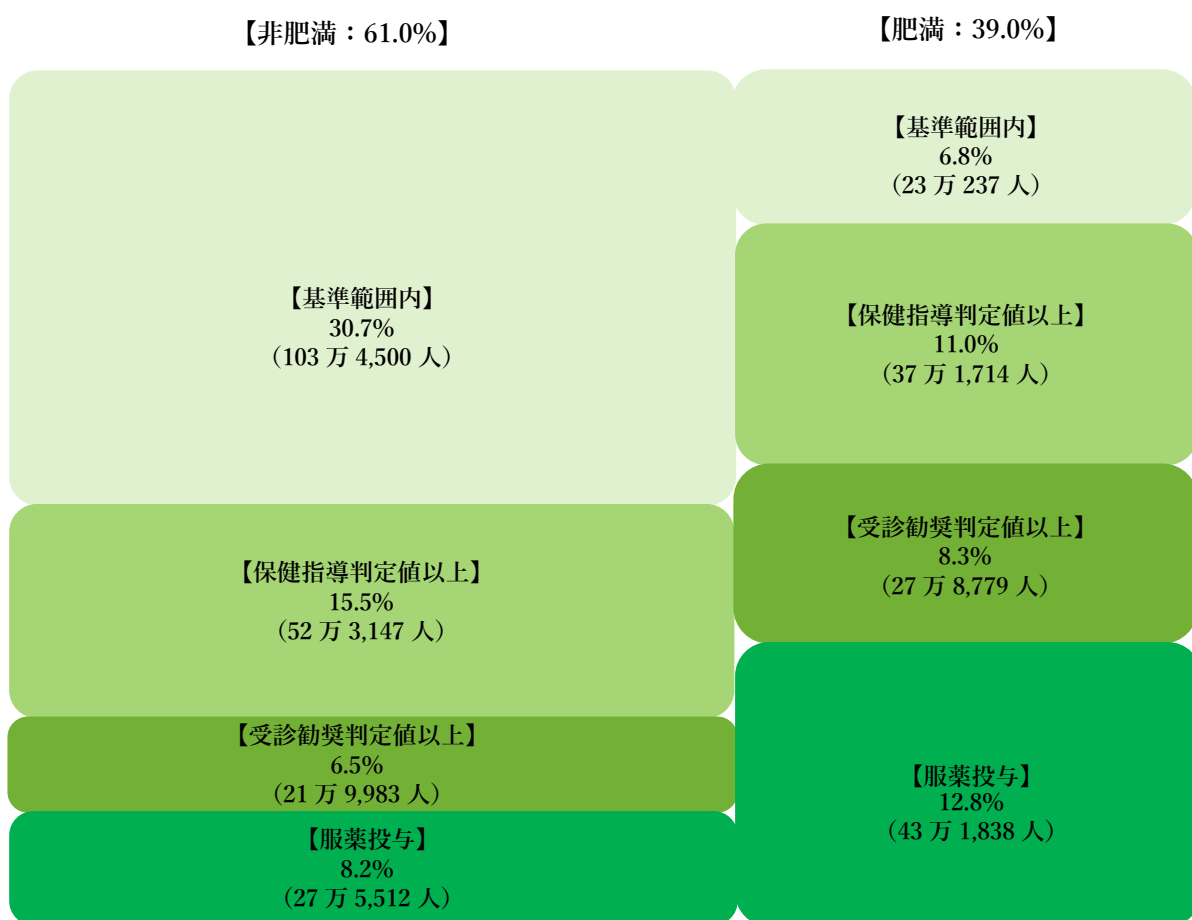 【非肥満：61.0%】
【基準範囲内】
30.7%
（103 万 4,500 人）
【保健指導判定値以上】
15.5%
（52 万 3,147 人）
【受診勧奨判定値以上】
6.5%
（21 万 9,983 人）
【服薬投与】
8.2%
（27 万 5,512 人）
【肥満：39.0%】
【基準範囲内】
6.8%
（23 万 237 人）
【保健指導判定値以上】
11.0%
（37 万 1,714 人）
【受診勧奨判定値以上】
8.3%
（27 万 8,779 人）
【服薬投与】
12.8%
（43 万 1,838 人）